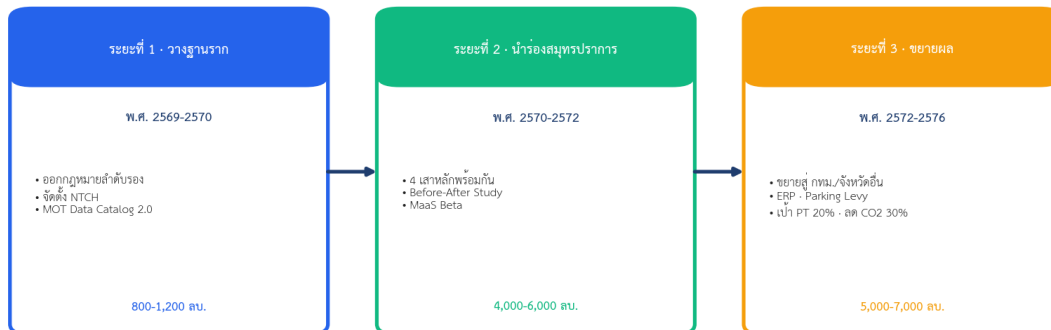 ระยะที่ 1 · วางฐานราก
พ.ศ. 2569-2570
• ออกกฎหมายลำดับรอง
• จัดตั้ง NTCH
• MOT Data Catalog 2.0
800-1,200 ลบ.
ระยะที่ 2 · นำร่องสมุทรปราการ
พ.ศ. 2570-2572
• 4 เสาหลักพร้อมกัน
• Before-After Study
• MaaS Beta
4,000-6,000 ลบ.
ระยะที่ 3 · ขยายผล
พ.ศ. 2572-2576
• ขยายสู่ กทม./จังหวัดอื่น
• ERP · Parking Levy
• เป้า PT 20% · ลด CO2 30%
5,000-7,000 ลบ.